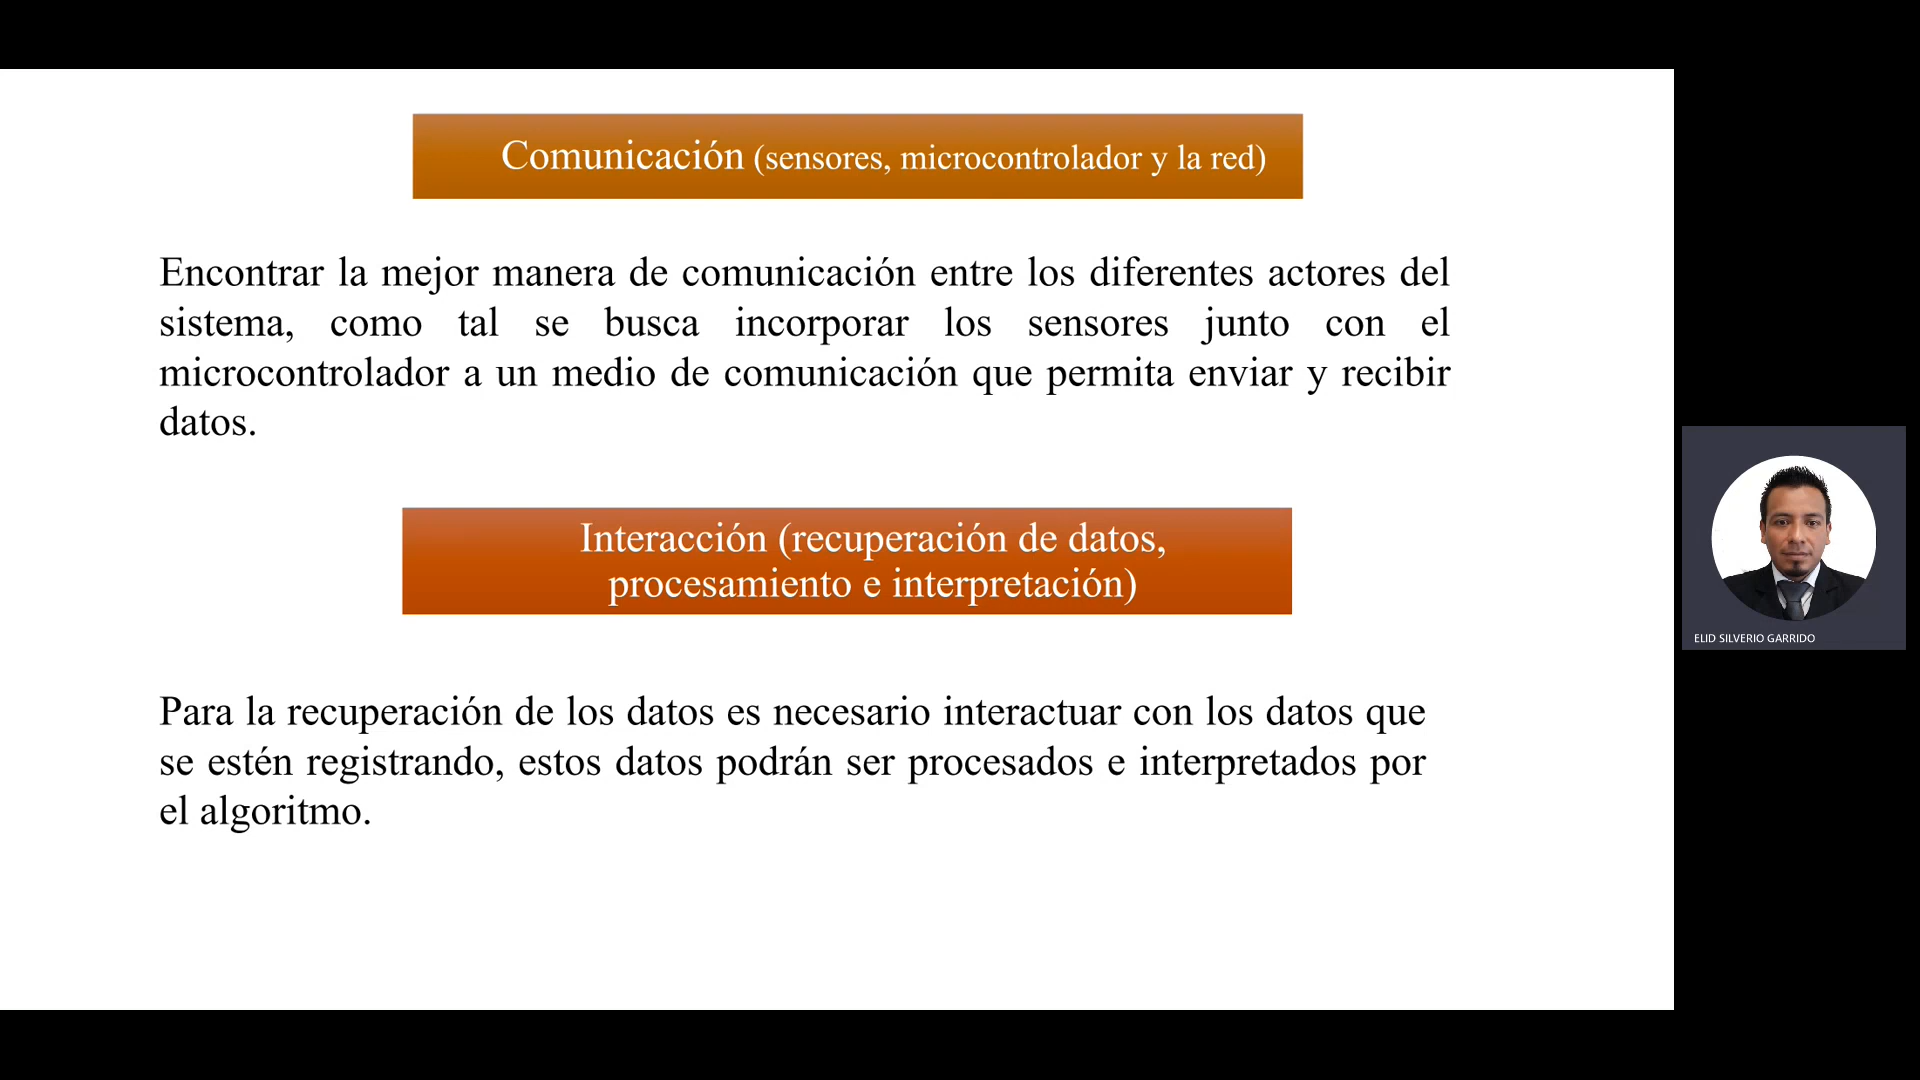 Comunicación (sensores, microcontrolador y la red)
Encontrar la mejor manera de comunicación entre los diferentes actores del
sistema, como tal se busca incorporar los sensores junto con el
microcontrolador a un medio de comunicación que permita enviar y recibir
datos.
Interacción (recuperación de datos,
procesamiento e interpretación)
Para la recuperación de los datos es necesario interactuar con los datos que
se estén registrando, estos datos podrán ser procesados e interpretados por
el algoritmo.
ELID SILVERIO GARRIDO